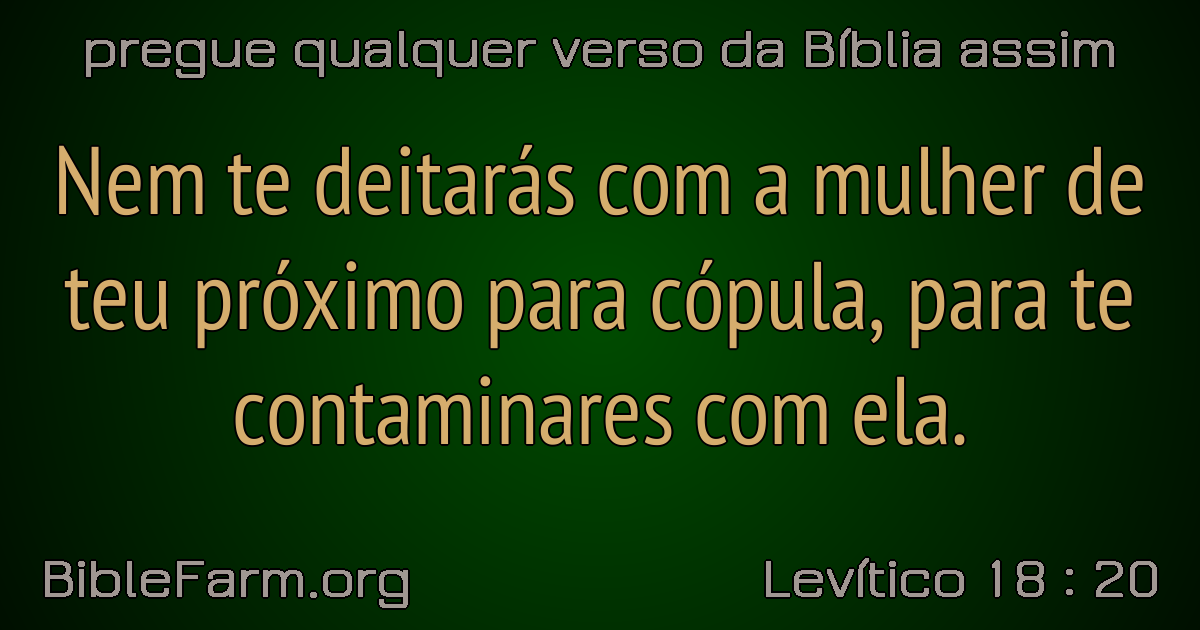 pregue qualquer verso da Bíblia assim
Nem te deitarás com a mulher de
teu próximo para cópula, para te
contaminares com ela.
BibleFarm.org
Levítico 18 : 20